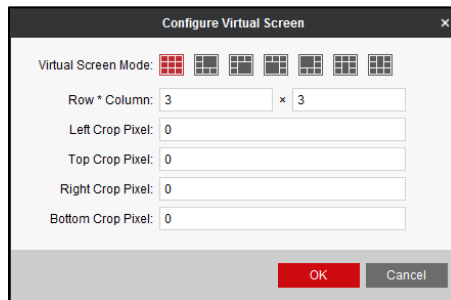 Configure Virtual Screen ×
Virtual Screen Mode:
Row * Column: 3 × 3
Left Crop Pixel: 0
Top Crop Pixel: 0
Right Crop Pixel: 0
Bottom Crop Pixel: 0
OK Cancel